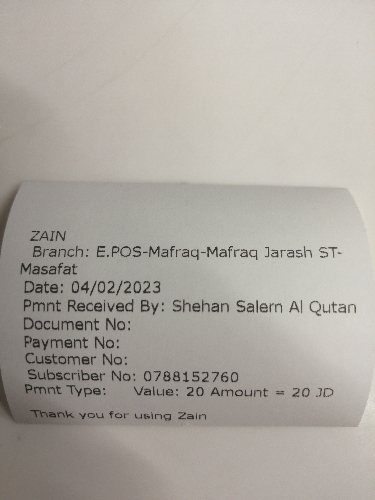 ZAIN
Branch: E.POS-Mafraq-Mafraq Jarash ST-
Masafat
Date: 04/02/2023
Pmnt Received By: Shehan Salem Al Qutan
Document No:
Payment No:
Customer No:
Subscriber No: 0788152760
Pmnt Type: Value: 20 Amount = 20 JD
Thank you for using Zain